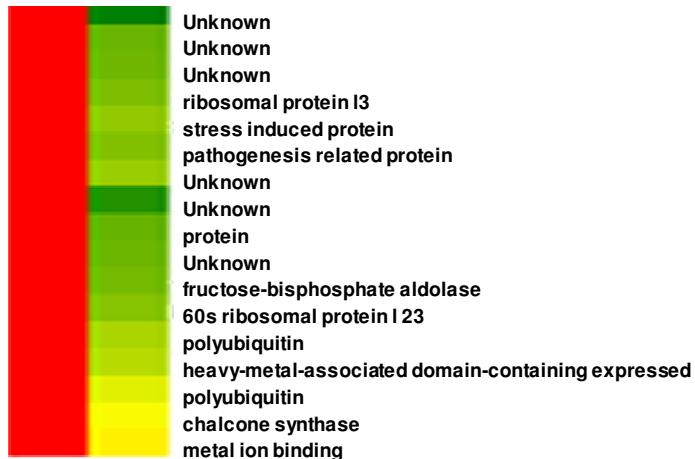 Unknown
Unknown
Unknown
ribosomal protein l3
stress induced protein
pathogenesis related protein
Unknown
Unknown
protein
Unknown
fructose-bisphosphate aldolase
60s ribosomal protein l 23
polyubiquitin
heavy-metal-associated domain-containing expressed
polyubiquitin
chalcone synthase
metal ion binding